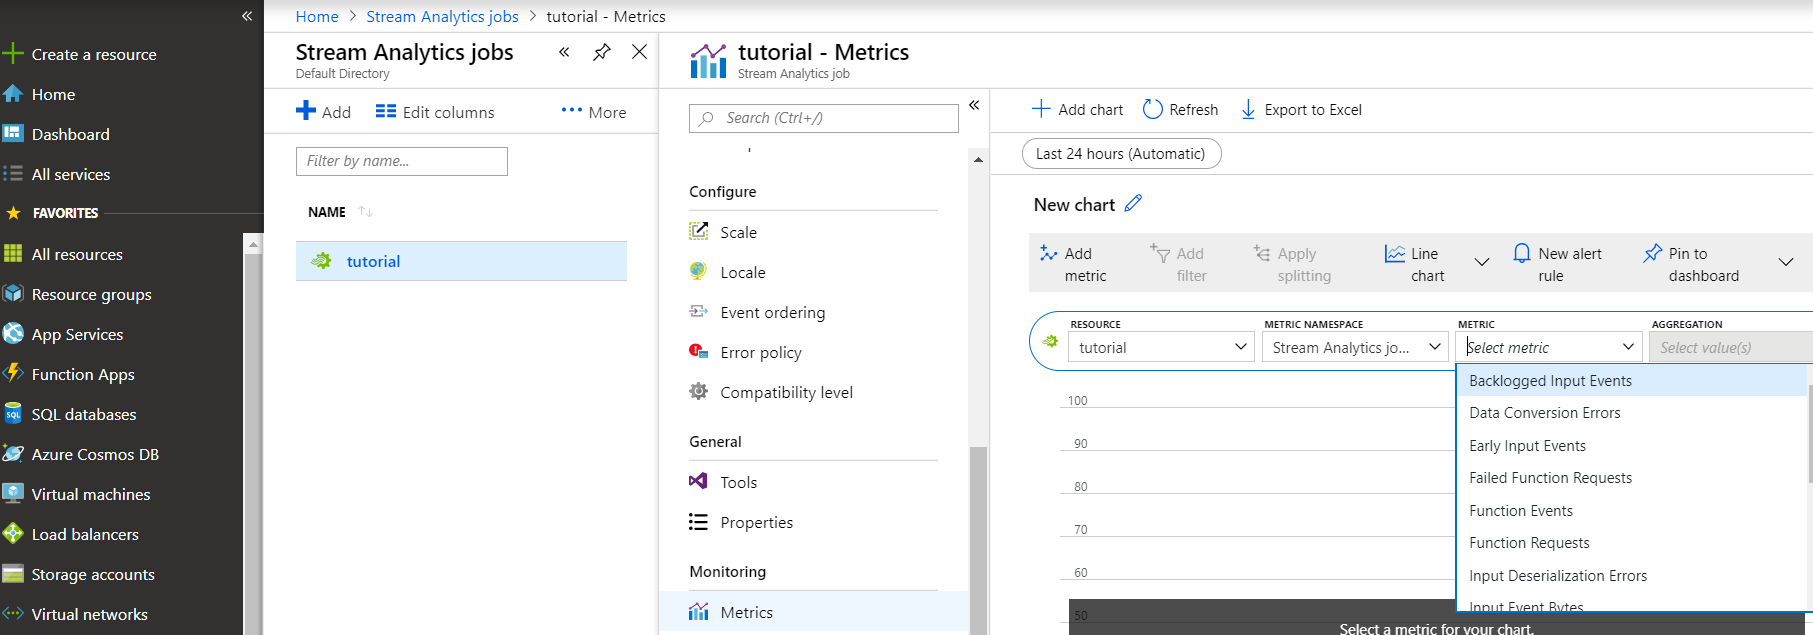 Create a resource
Home
Dashboard
All services
FAVORITES
All resources
Resource groups
App Services
Function Apps
SQL databases
Azure Cosmos DB
Virtual machines
Load balancers
Storage accounts
Virtual networks
Home > Stream Analytics jobs > tutorial - Metrics
Stream Analytics jobs
Default Directory
Add Edit columns More
Filter by name...
NAME
tutorial
tutorial - Metrics
Stream Analytics job
Search (Ctrl+/)
Configure
Scale
Locale
Event ordering
Error policy
Compatibility level
General
Tools
Properties
Monitoring
Metrics
Add chart Refresh Export to Excel
Last 24 hours (Automatic)
New chart
Add metric
Add filter
Apply splitting
Line chart
New alert rule
Pin to dashboard
RESOURCE
tutorial
METRIC NAMESPACE
Stream Analytics jo...
METRIC
Select metric
AGGREGATION
Select value(s)
Backlogged Input Events
Data Conversion Errors
Early Input Events
Failed Function Requests
Function Events
Function Requests
Input Deserialization Errors
Input Event Bytes
100
90
80
70
60
50
Select a metric for your chart.